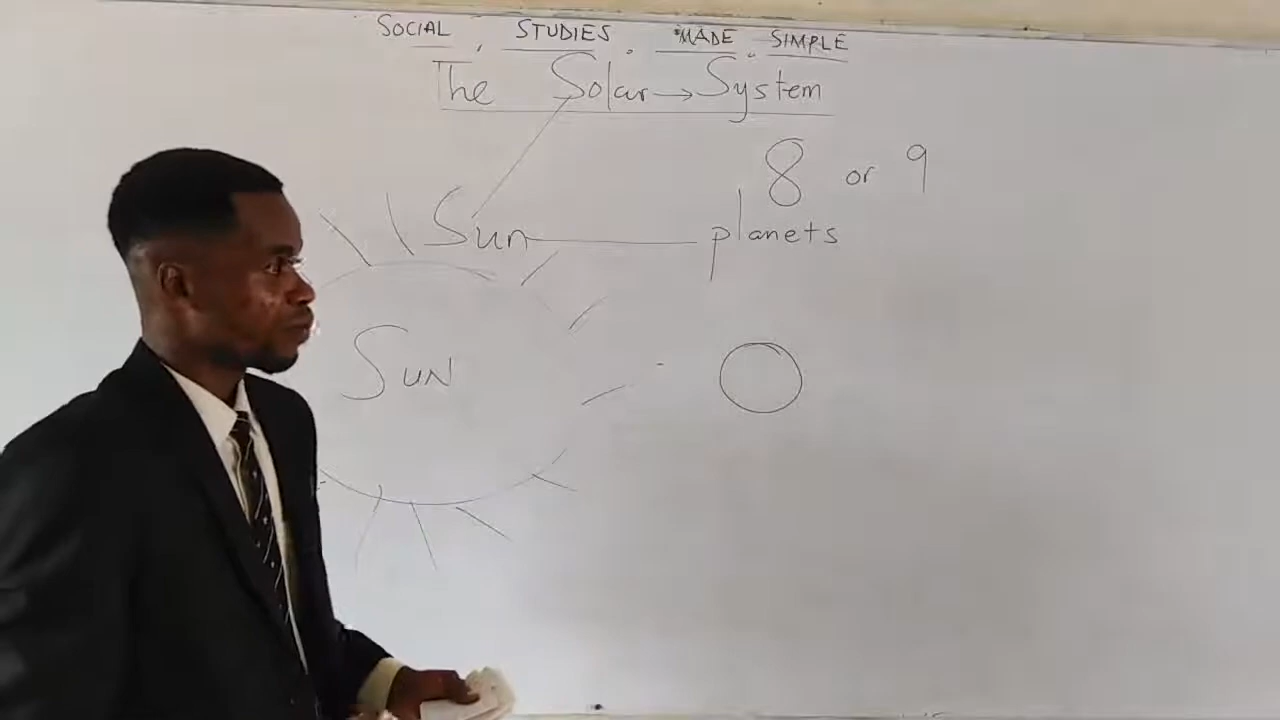 SOCIAL, STUDIES. MADE. SIMPLE
The Solar → System
8 or 9
Sun planets
SUN